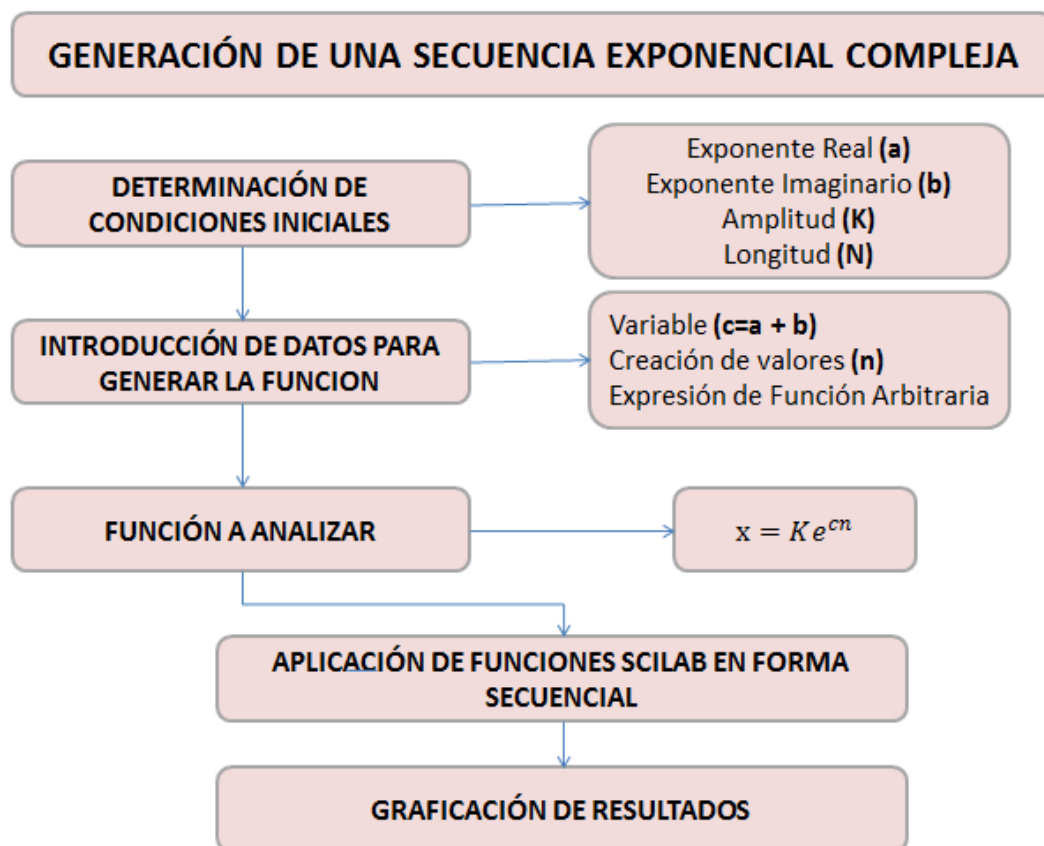 GENERACIÓN DE UNA SECUENCIA EXPONENCIAL COMPLEJA
DETERMINACIÓN DE
CONDICIONES INICIALES
Exponente Real (a)
Exponente Imaginario (b)
Amplitud (K)
Longitud (N)
INTRODUCCIÓN DE DATOS PARA
GENERAR LA FUNCION
Variable (c=a + b)
Creación de valores (n)
Expresión de Función Arbitraria
FUNCIÓN A ANALIZAR
x = Ke^{cn}
APLICACIÓN DE FUNCIONES SCILAB EN FORMA
SECUENCIAL
GRAFICACIÓN DE RESULTADOS